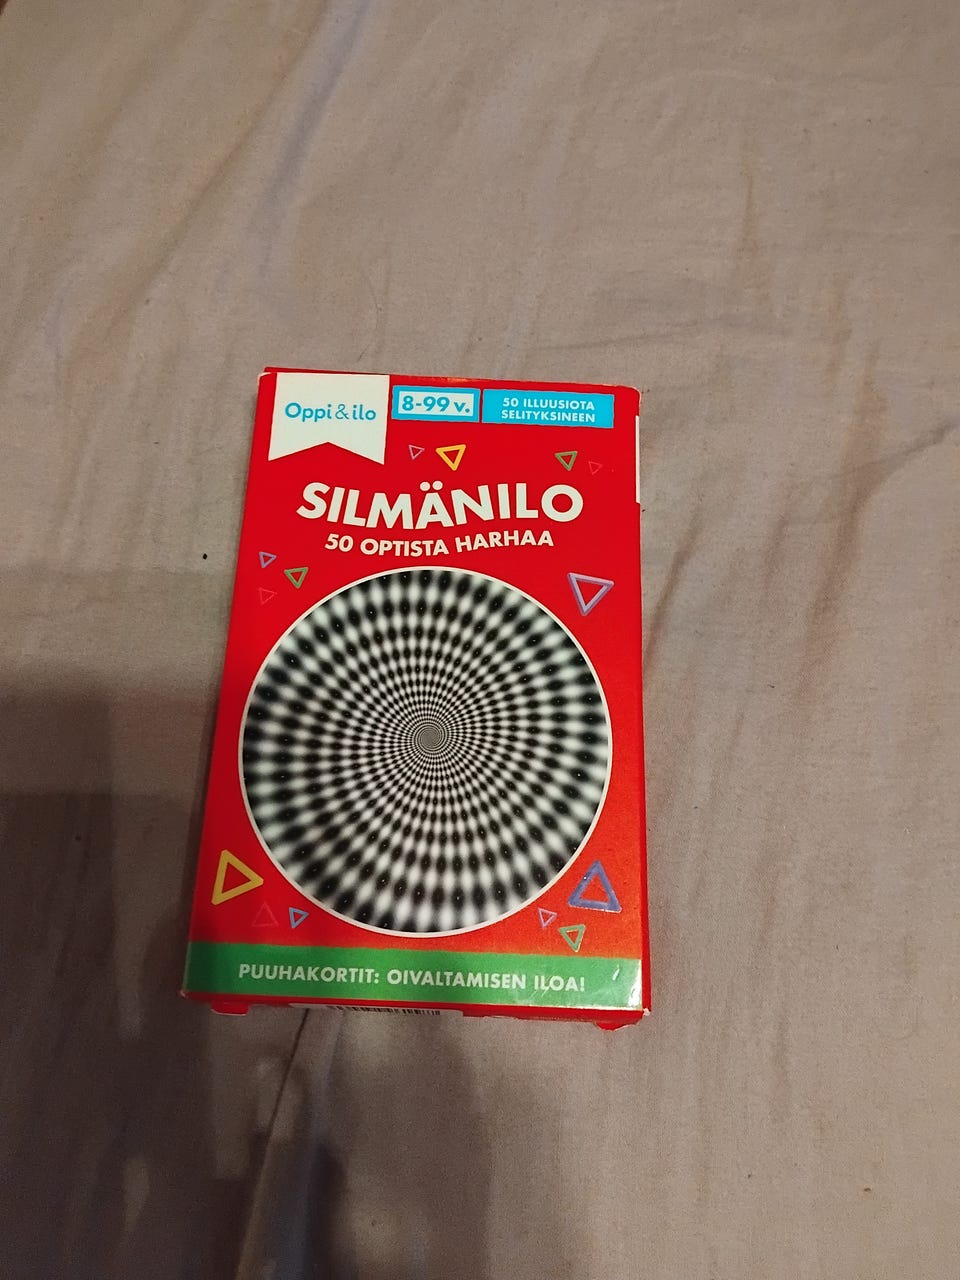 Oppi&ilo
8-99 v.
50 ILLUUSIOTA
SELITYKSINEEN
SILMÄNILO
50 OPTISTA HARHAA
PUUHAKORTIT: OIVALTAMISEN ILOA!